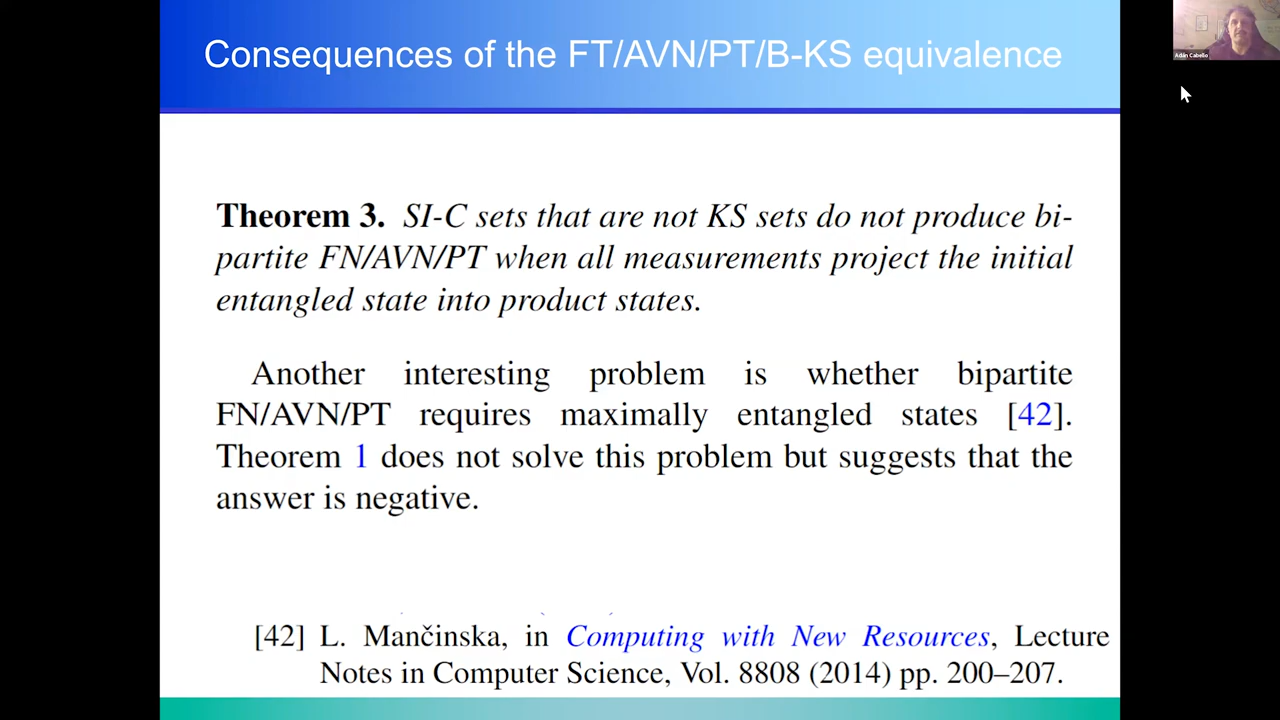 Consequences of the FT/AVN/PT/B-KS equivalence
Adán Cabello
Theorem 3. SI-C sets that are not KS sets do not produce bi-
partite FN/AVN/PT when all measurements project the initial
entangled state into product states.
Another interesting problem is whether bipartite
FN/AVN/PT requires maximally entangled states [42].
Theorem 1 does not solve this problem but suggests that the
answer is negative.
[42] L. Mančinska, in Computing with New Resources, Lecture
Notes in Computer Science, Vol. 8808 (2014) pp. 200–207.